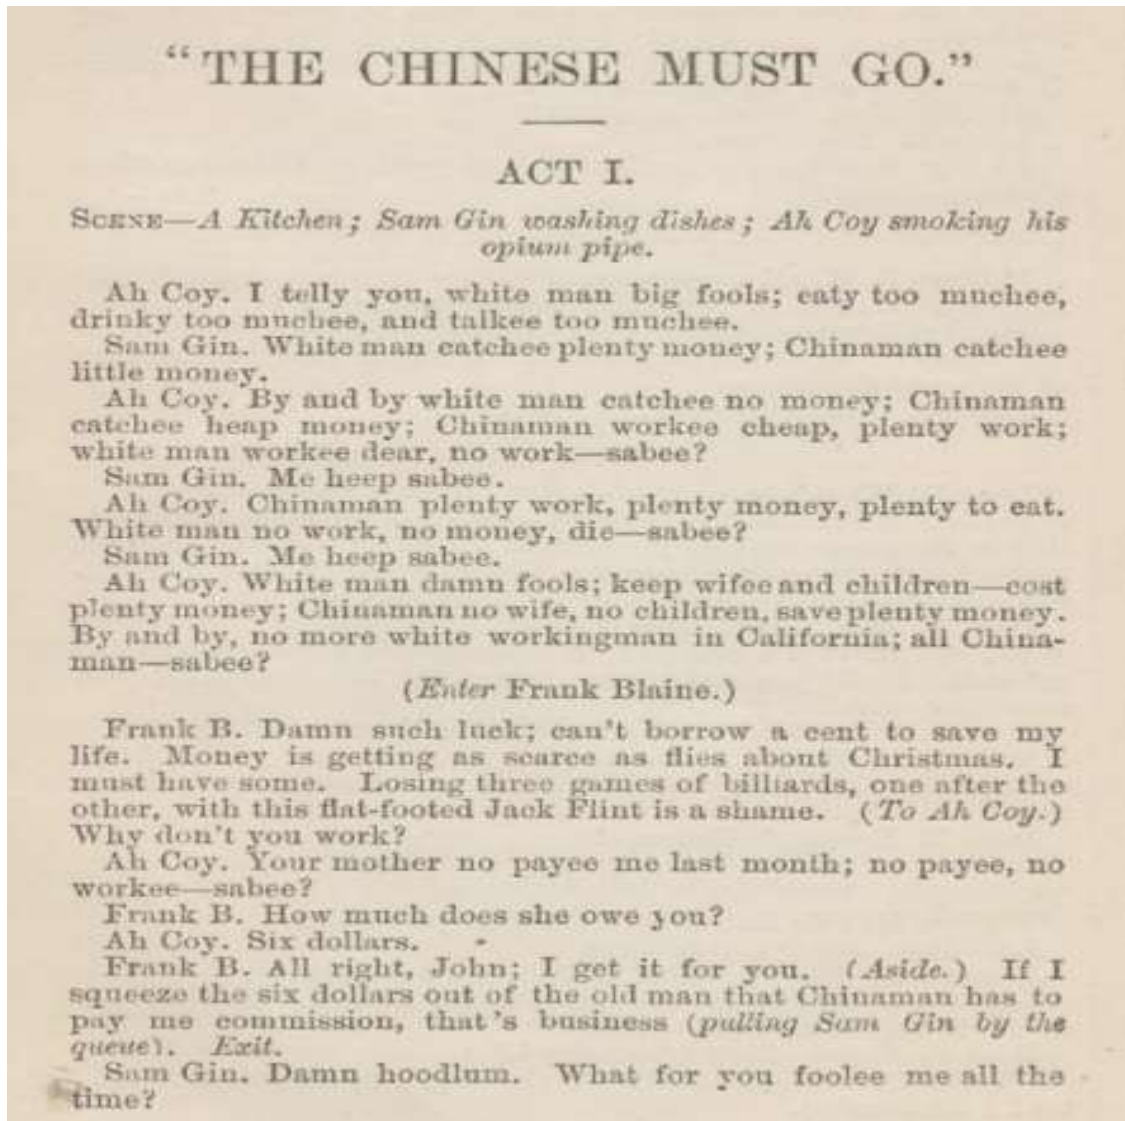 "THE CHINESE MUST GO."
ACT I.
SCENE—A Kitchen; Sam Gin washing dishes; Ah Coy smoking his
opium pipe.
Ah Coy. I telly you, white man big fools; eaty too muchee,
drinky too muchee, and talkee too muchee.
Sam Gin. White man catchee plenty money; Chinaman catchee
little money.
Ah Coy. By and by white man catchee no money; Chinaman
catchee heap money; Chinaman workee cheap, plenty work;
white man workee dear, no work—sabee?
Sam Gin. Me heep sabee.
Ah Coy. Chinaman plenty work, plenty money, plenty to eat.
White man no work, no money, die—sabee?
Sam Gin. Me heep sabee.
Ah Coy. White man damn fools; keep wifee and children—cost
plenty money; Chinaman no wife, no children, save plenty money.
By and by, no more white workingman in California; all China-
man—sabee?
(Enter Frank Blaine.)
Frank B. Damn such luck; can't borrow a cent to save my
life. Money is getting as scarce as flies about Christmas. I
must have some. Losing three games of billiards, one after the
other, with this flat-footed Jack Flint is a shame. (To Ah Coy.)
Why don't you work?
Ah Coy. Your mother no payee me last month; no payee, no
workee—sabee?
Frank B. How much does she owe you?
Ah Coy. Six dollars.
Frank B. All right, John; I get it for you. (Aside.) If I
squeeze the six dollars out of the old man that Chinaman has to
pay me commission, that's business (pulling Sam Gin by the
queue). Exit.
Sam Gin. Damn hoodlum. What for you foolee me all the
time?